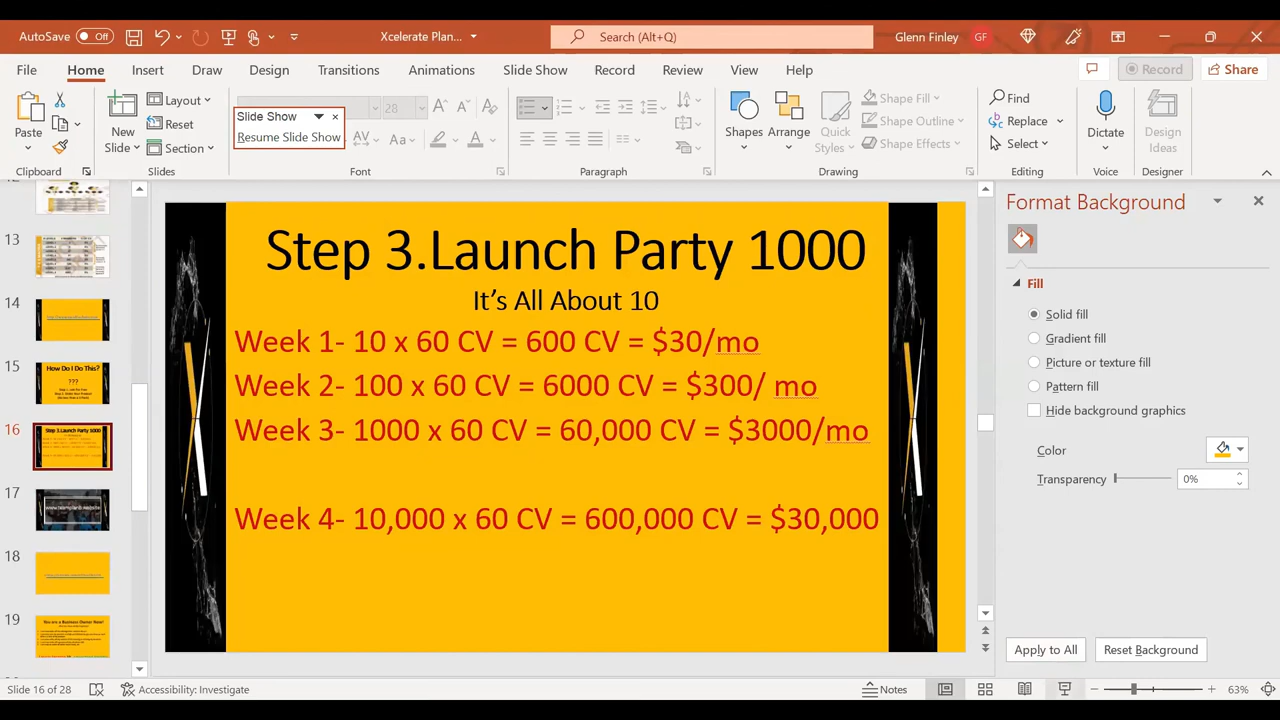 AutoSave Off Xcelerate Plan... Search (Alt+Q) Glenn Finley GF
File Home Insert Draw Design Transitions Animations Slide Show Record Review View Help Record Share
Paste
Clipboard
New
Slide
Layout
Reset
Section
Slides
Slide Show
Resume Slide Show
28
Aa
Font
Paragraph
Shapes
Arrange
Quick
Styles
Shape Fill
Shape Outline
Shape Effects
Drawing
Find
Replace
Select
Editing
Dictate
Voice
Design
Ideas
Designer
13
14
15
How Do I Do This?
???
16
Step 3.Launch Party 1000
17
18
19
You are a Business Owner Now!
Step 3.Launch Party 1000
It's All About 10
Week 1- 10 x 60 CV = 600 CV = $30/mo
Week 2- 100 x 60 CV = 6000 CV = $300/ mo
Week 3- 1000 x 60 CV = 60,000 CV = $3000/mo
Week 4- 10,000 x 60 CV = 600,000 CV = $30,000
Format Background
Fill
Solid fill
Gradient fill
Picture or texture fill
Pattern fill
Hide background graphics
Color
Transparency 0%
Apply to All Reset Background
Slide 16 of 28 Accessibility: Investigate Notes 63%